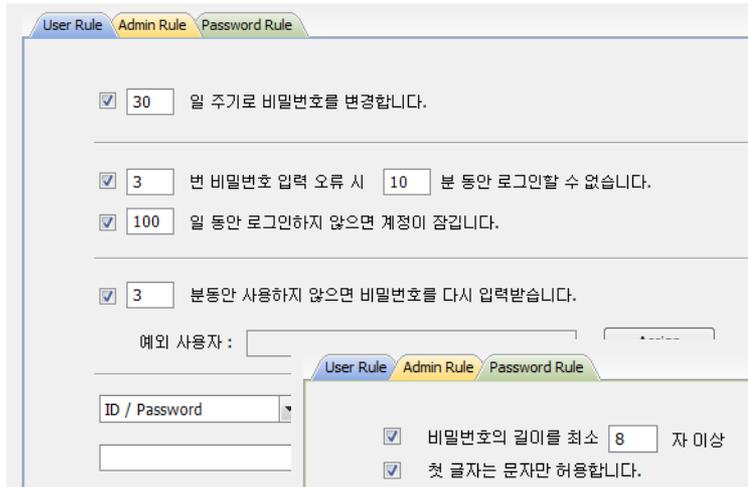 User Rule Admin Rule Password Rule
30 일 주기로 비밀번호를 변경합니다.
3 번 비밀번호 입력 오류 시 10 분 동안 로그인할 수 없습니다.
100 일 동안 로그인하지 않으면 계정이 잠깁니다.
3 분동안 사용하지 않으면 비밀번호를 다시 입력받습니다.
예외 사용자 :
ID / Password
User Rule Admin Rule Password Rule
비밀번호의 길이를 최소 8 자 이상
첫 글자는 문자만 허용합니다.